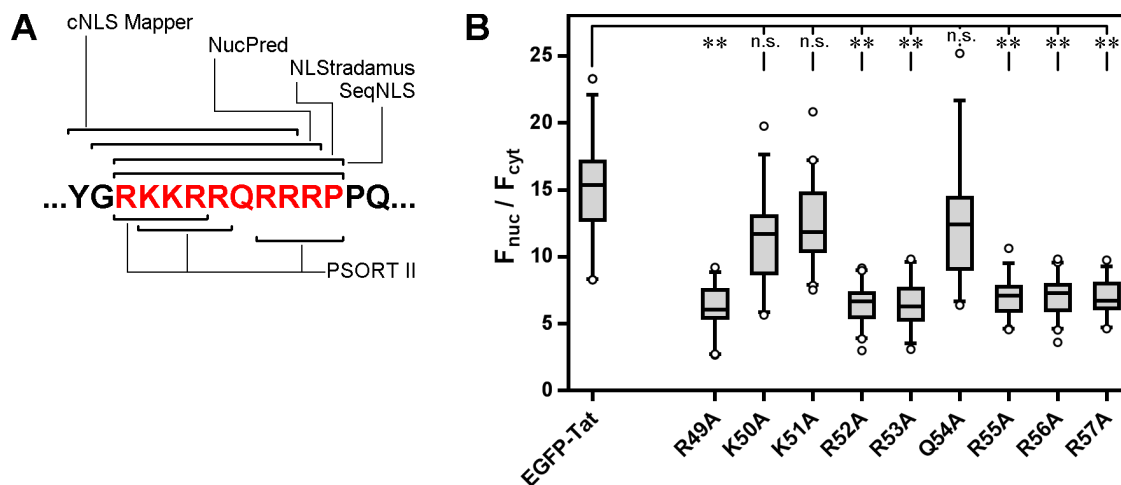 A
cNLS Mapper
NucPred
NLStradamus
SeqNLS
...YGRKKRRQRRRPPQ...
PSORT II
B
Fnuc / Fcyt
25
20
15
10
5
0
** n.s. n.s. ** ** n.s. ** ** **
EGFP-Tat
R49A
K50A
K51A
R52A
R53A
Q54A
R55A
R56A
R57A